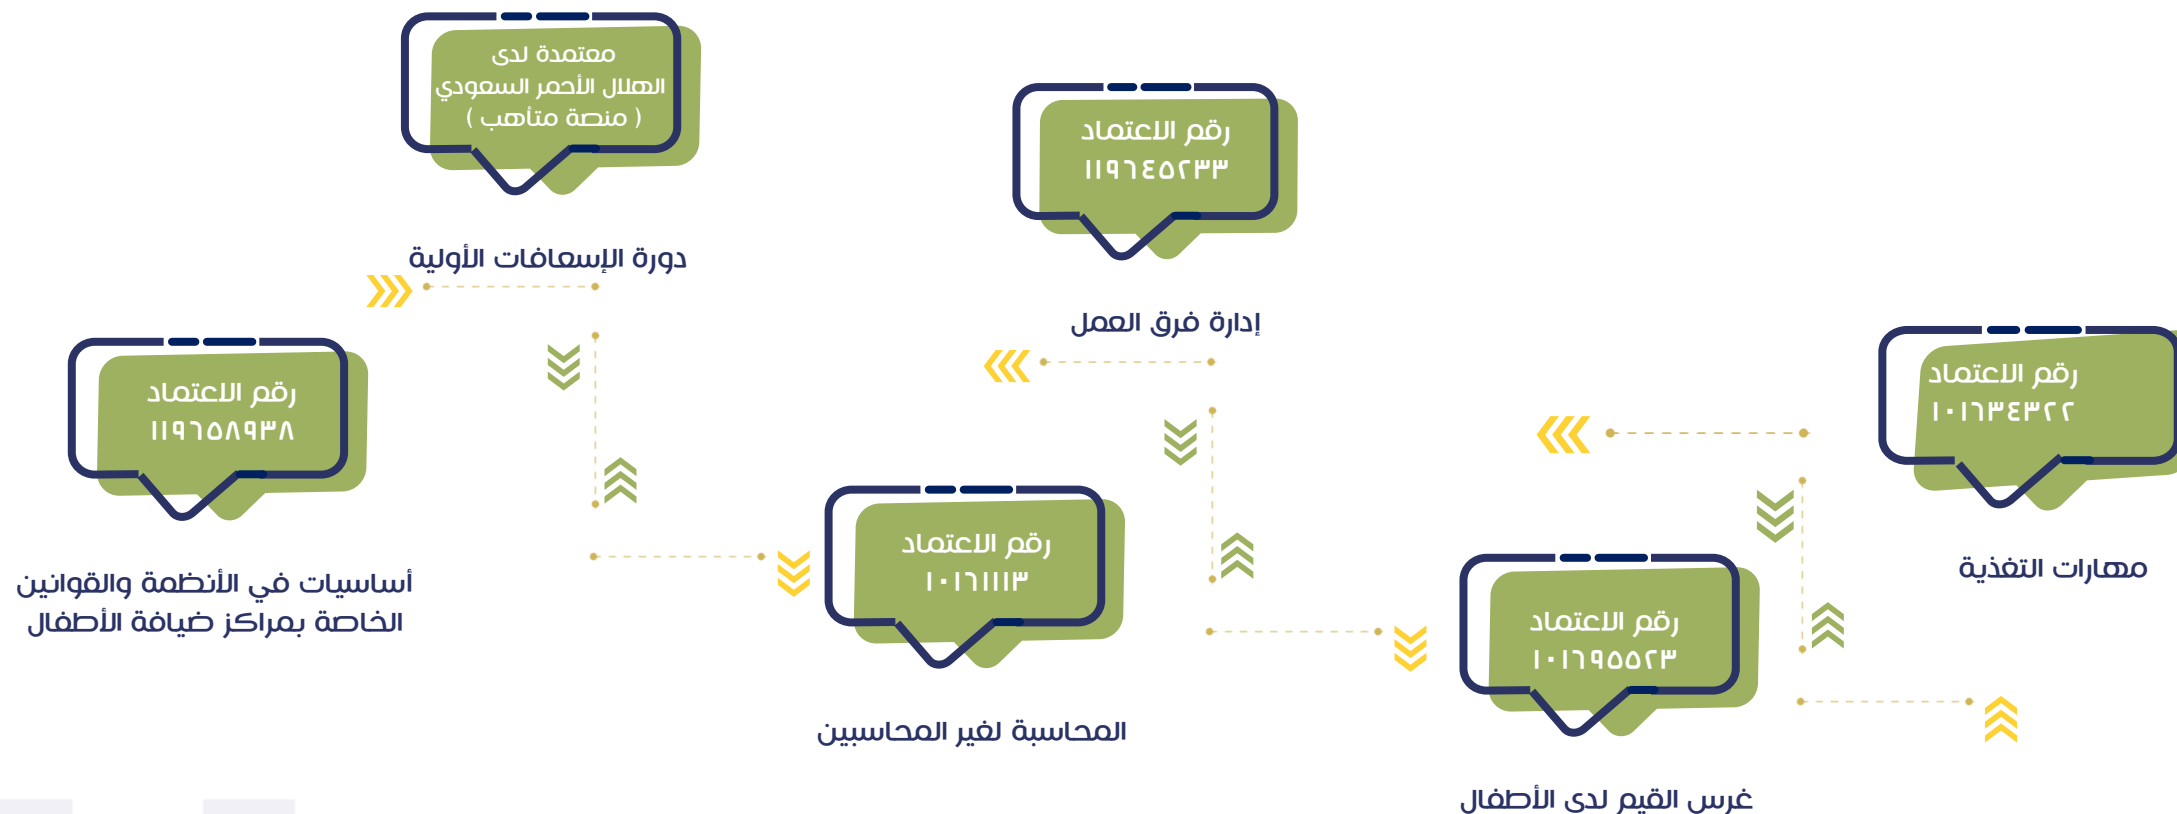 رقم الاعتماد
١٠١٦٣٤٣٢٢
مهارات التغذية
رقم الاعتماد
١٠١٦٩٥٥٢٣
غرس القيم لدى الأطفال
رقم الاعتماد
١١٩٦٤٥٢٣٣
إدارة فرق العمل
رقم الاعتماد
١٠١٦١١١٣
المحاسبة لغير المحاسبين
معتمدة لدى
الهلال الأحمر السعودي
( منصة متأهب )
دورة الإسعافات الأولية
رقم الاعتماد
١١٩٦٥٨٩٣٨
أساسيات في الأنظمة والقوانين
الخاصة بمراكز ضيافة الأطفال